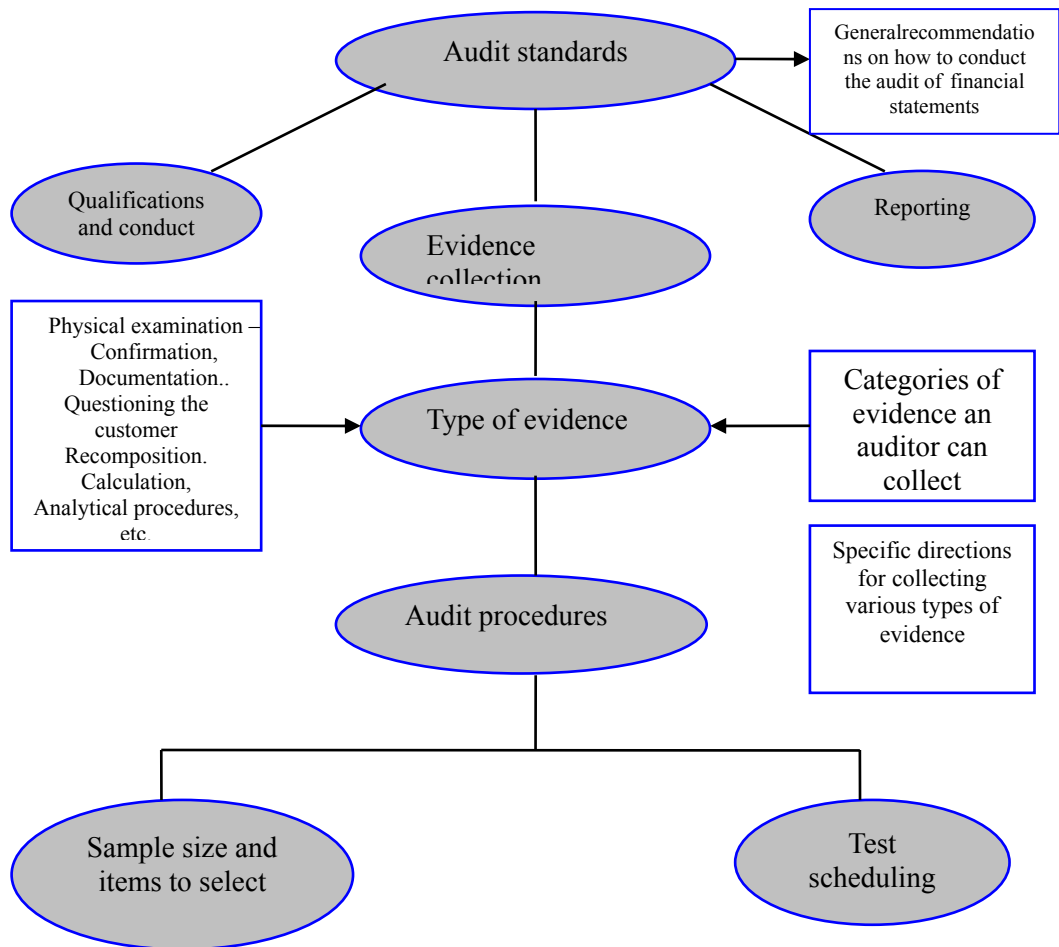 Audit standards
Generalrecommendatio
ns on how to conduct
the audit of financial
statements
Qualifications
and conduct
Evidence
collection
Reporting
Physical examination –
Confirmation,
Documentation..
Questioning the
customer
Recomposition.
Calculation,
Analytical procedures,
etc.
Type of evidence
Categories of
evidence an
auditor can
collect
Specific directions
for collecting
various types of
evidence
Audit procedures
Sample size and
items to select
Test
scheduling